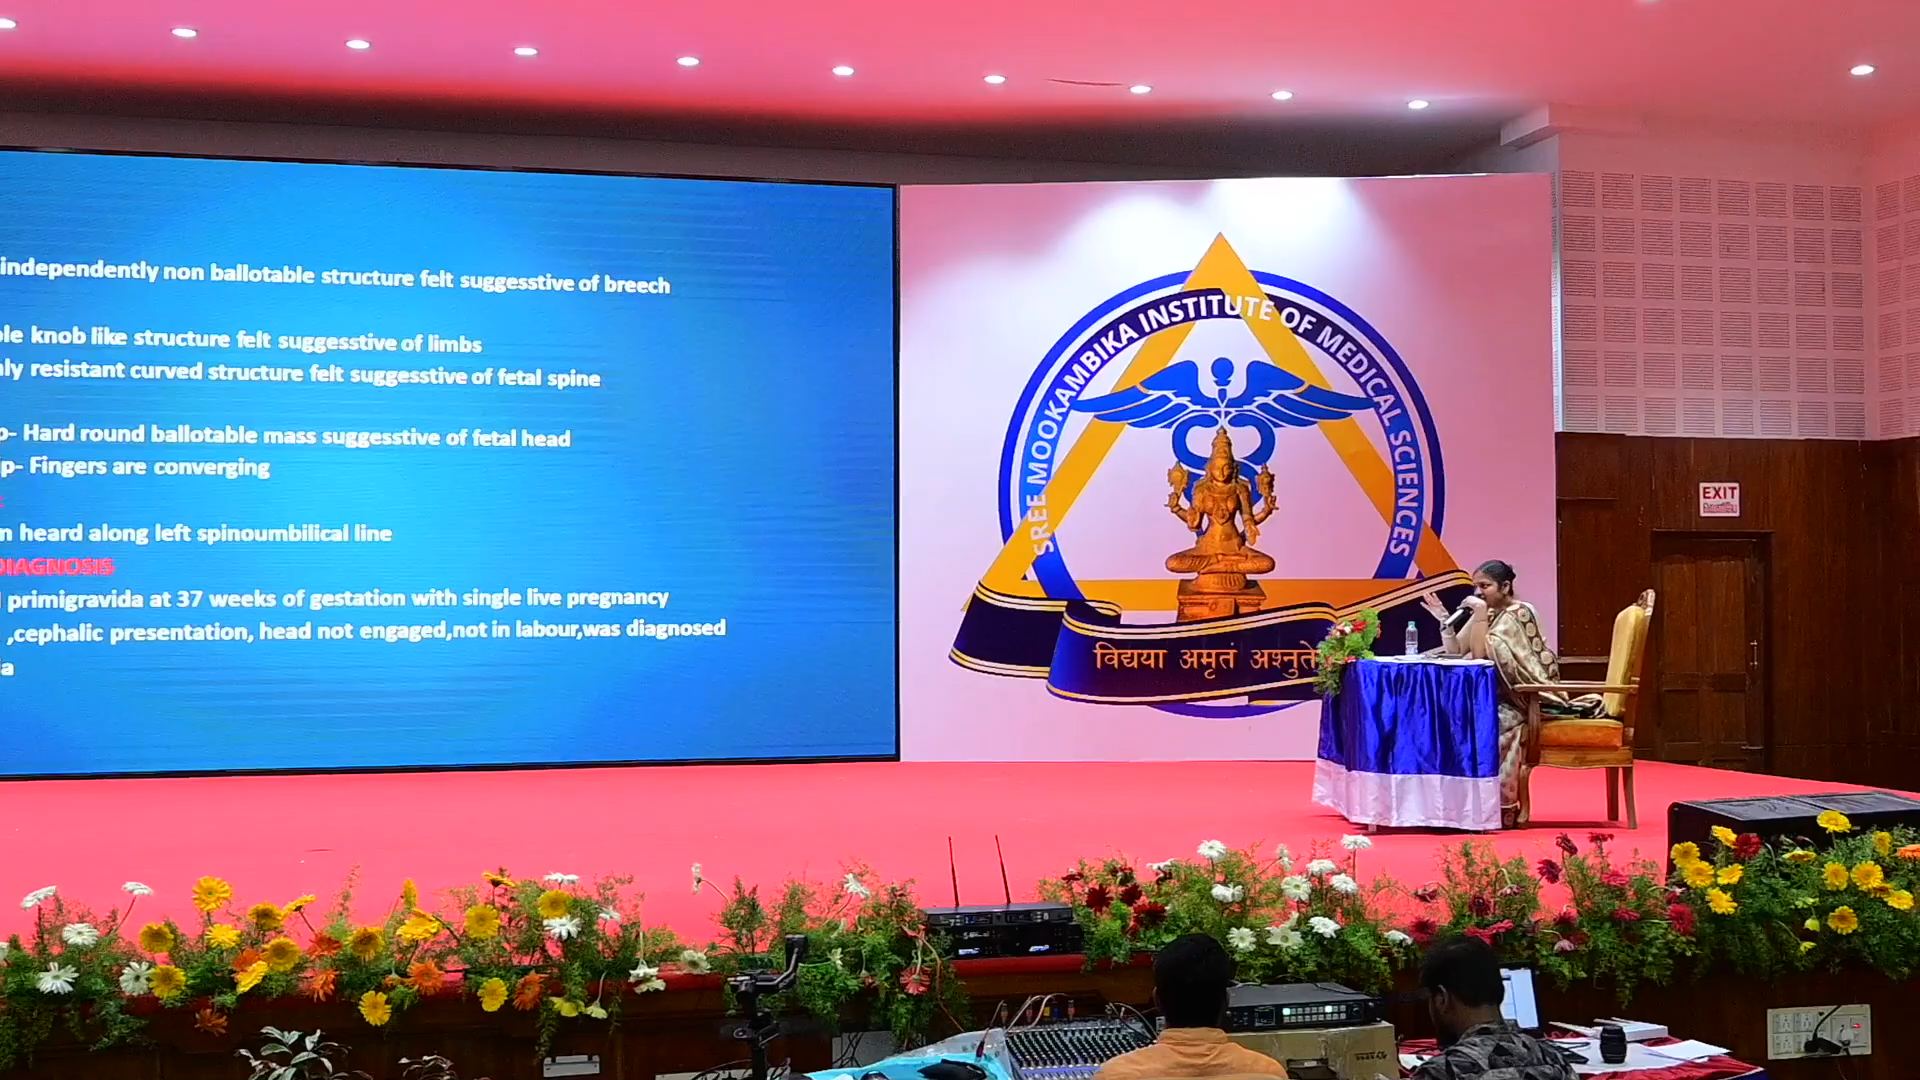 independently non ballotable structure felt suggesstive of breech
knob like structure felt suggesstive of limbs
resistant curved structure felt suggesstive of fetal spine
Hard round ballotable mass suggesstive of fetal head
Fingers are converging
heard along left spinoumbilical line
DIAGNOSIS
primigravida at 37 weeks of gestation with single live pregnancy
,cephalic presentation, head not engaged,not in labour,was diagnosed
SREE MOOKAMBIKA INSTITUTE OF MEDICAL SCIENCES
विद्यया अमृतं अश्नुते
EXIT